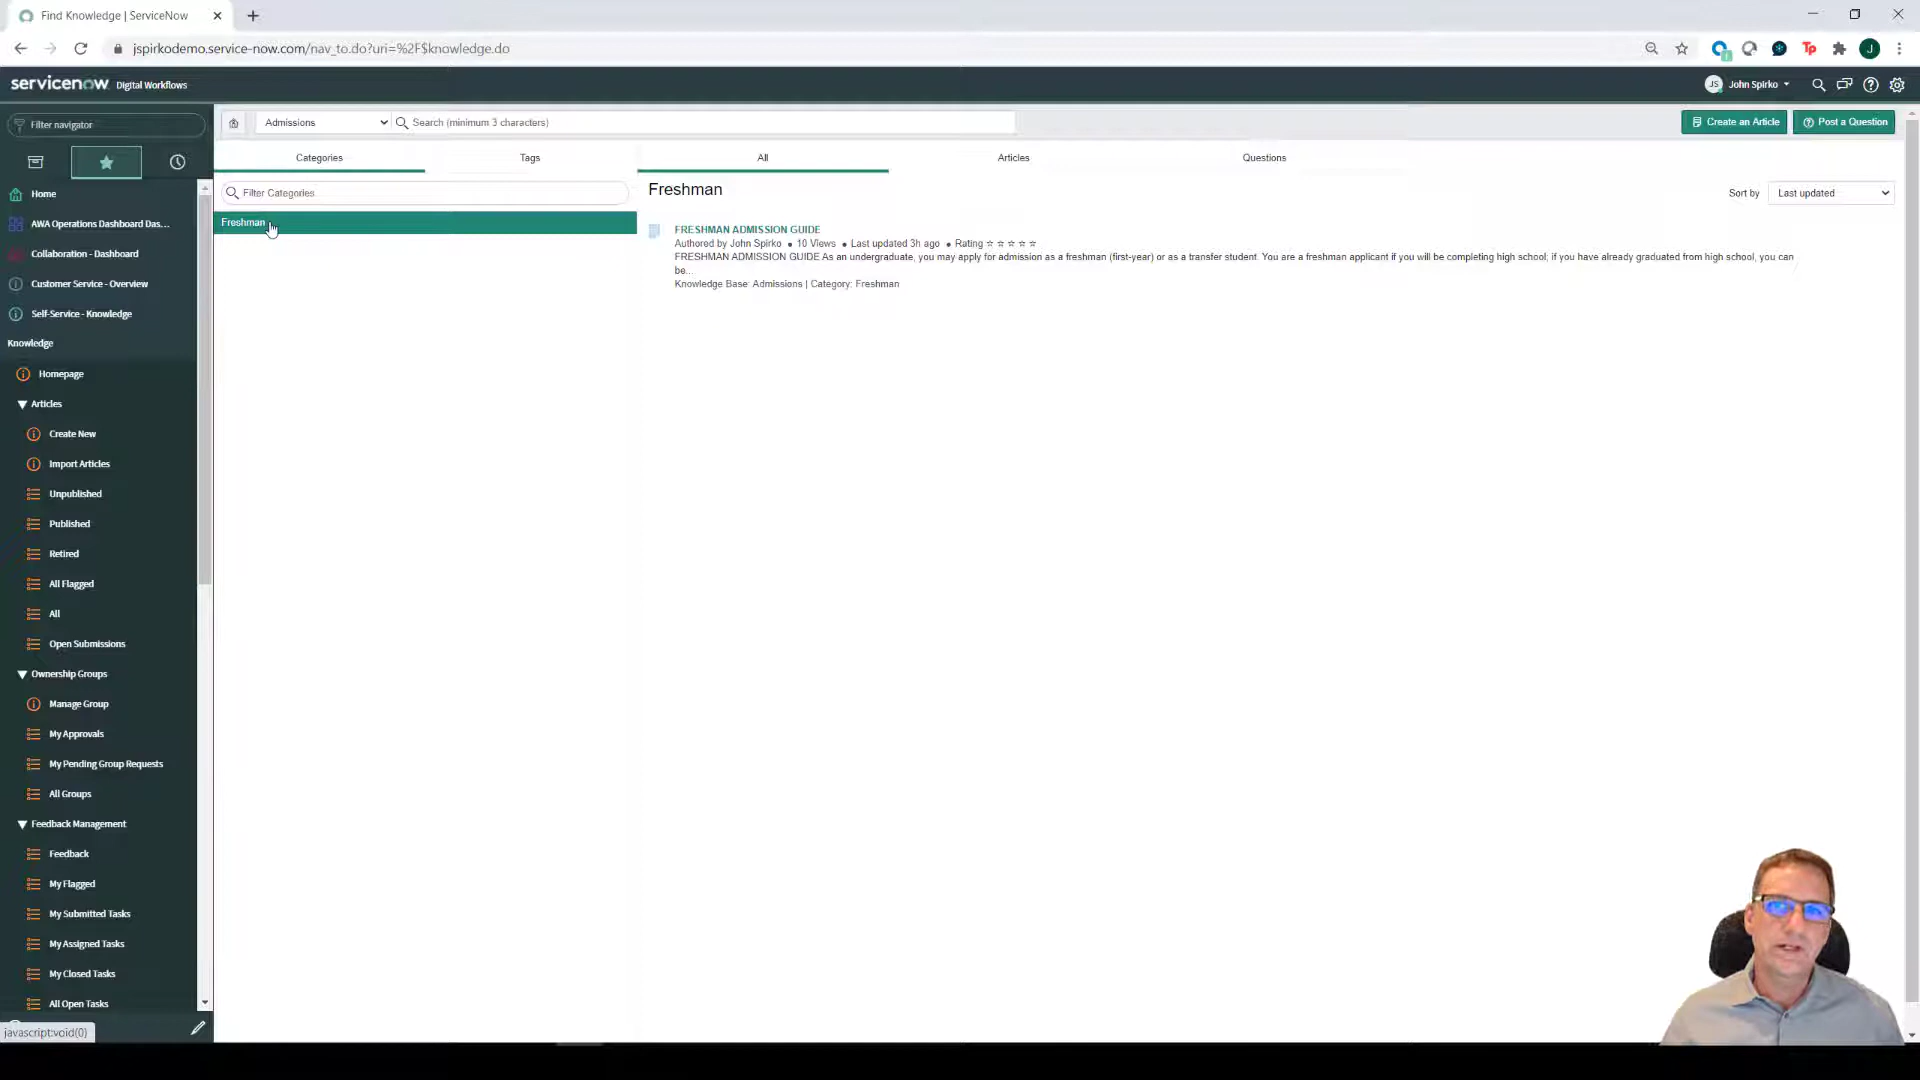 Find Knowledge | ServiceNow
jspirkodemo.service-now.com/nav_to.do?uri=%2F$knowledge.do
Tp
J
servicenow Digital Workflows
JS John Spirko
Filter navigator
Home
AWA Operations Dashboard Das...
Collaboration - Dashboard
Customer Service - Overview
Self-Service - Knowledge
Knowledge
Homepage
Articles
Create New
Import Articles
Unpublished
Published
Retired
All Flagged
All
Open Submissions
Ownership Groups
Manage Group
My Approvals
My Pending Group Requests
All Groups
Feedback Management
Feedback
My Flagged
My Submitted Tasks
My Assigned Tasks
My Closed Tasks
All Open Tasks
javascript:void(0)
Admissions Search (minimum 3 characters)
Create an Article Post a Question
Categories Tags All Articles Questions
Filter Categories
Freshman
Freshman
Sort by Last updated
FRESHMAN ADMISSION GUIDE
Authored by John Spirko • 10 Views • Last updated 3h ago • Rating ☆ ☆ ☆ ☆ ☆
FRESHMAN ADMISSION GUIDE As an undergraduate, you may apply for admission as a freshman (first-year) or as a transfer student. You are a freshman applicant if you will be completing high school; if you have already graduated from high school, you can
be...
Knowledge Base: Admissions | Category: Freshman